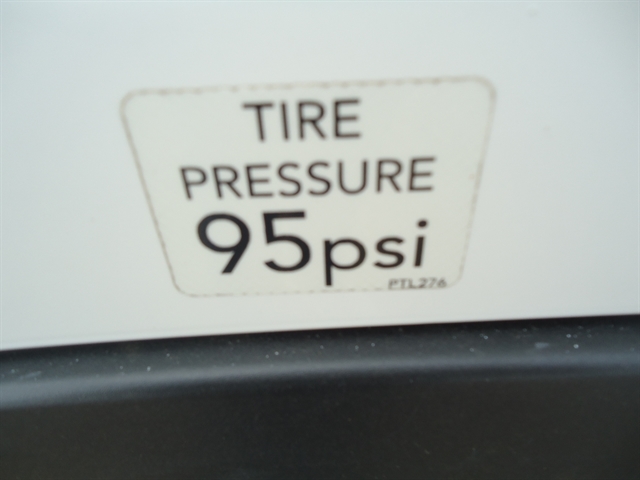 TIRE
PRESSURE
95psi
PTL276